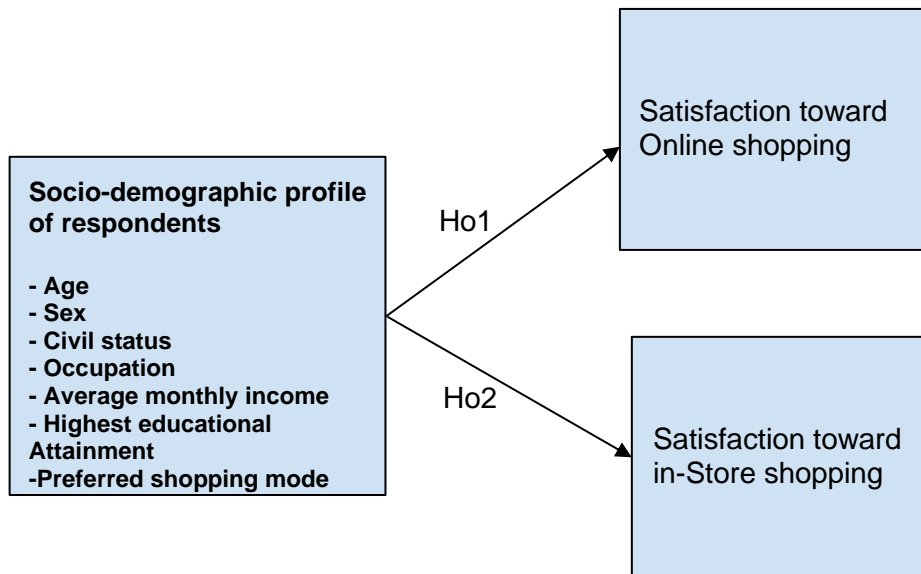 Satisfaction toward
Online shopping
Socio-demographic profile
of respondents
- Age
- Sex
- Civil status
- Occupation
- Average monthly income
- Highest educational
Attainment
-Preferred shopping mode
Ho1
Ho2
Satisfaction toward
in-Store shopping